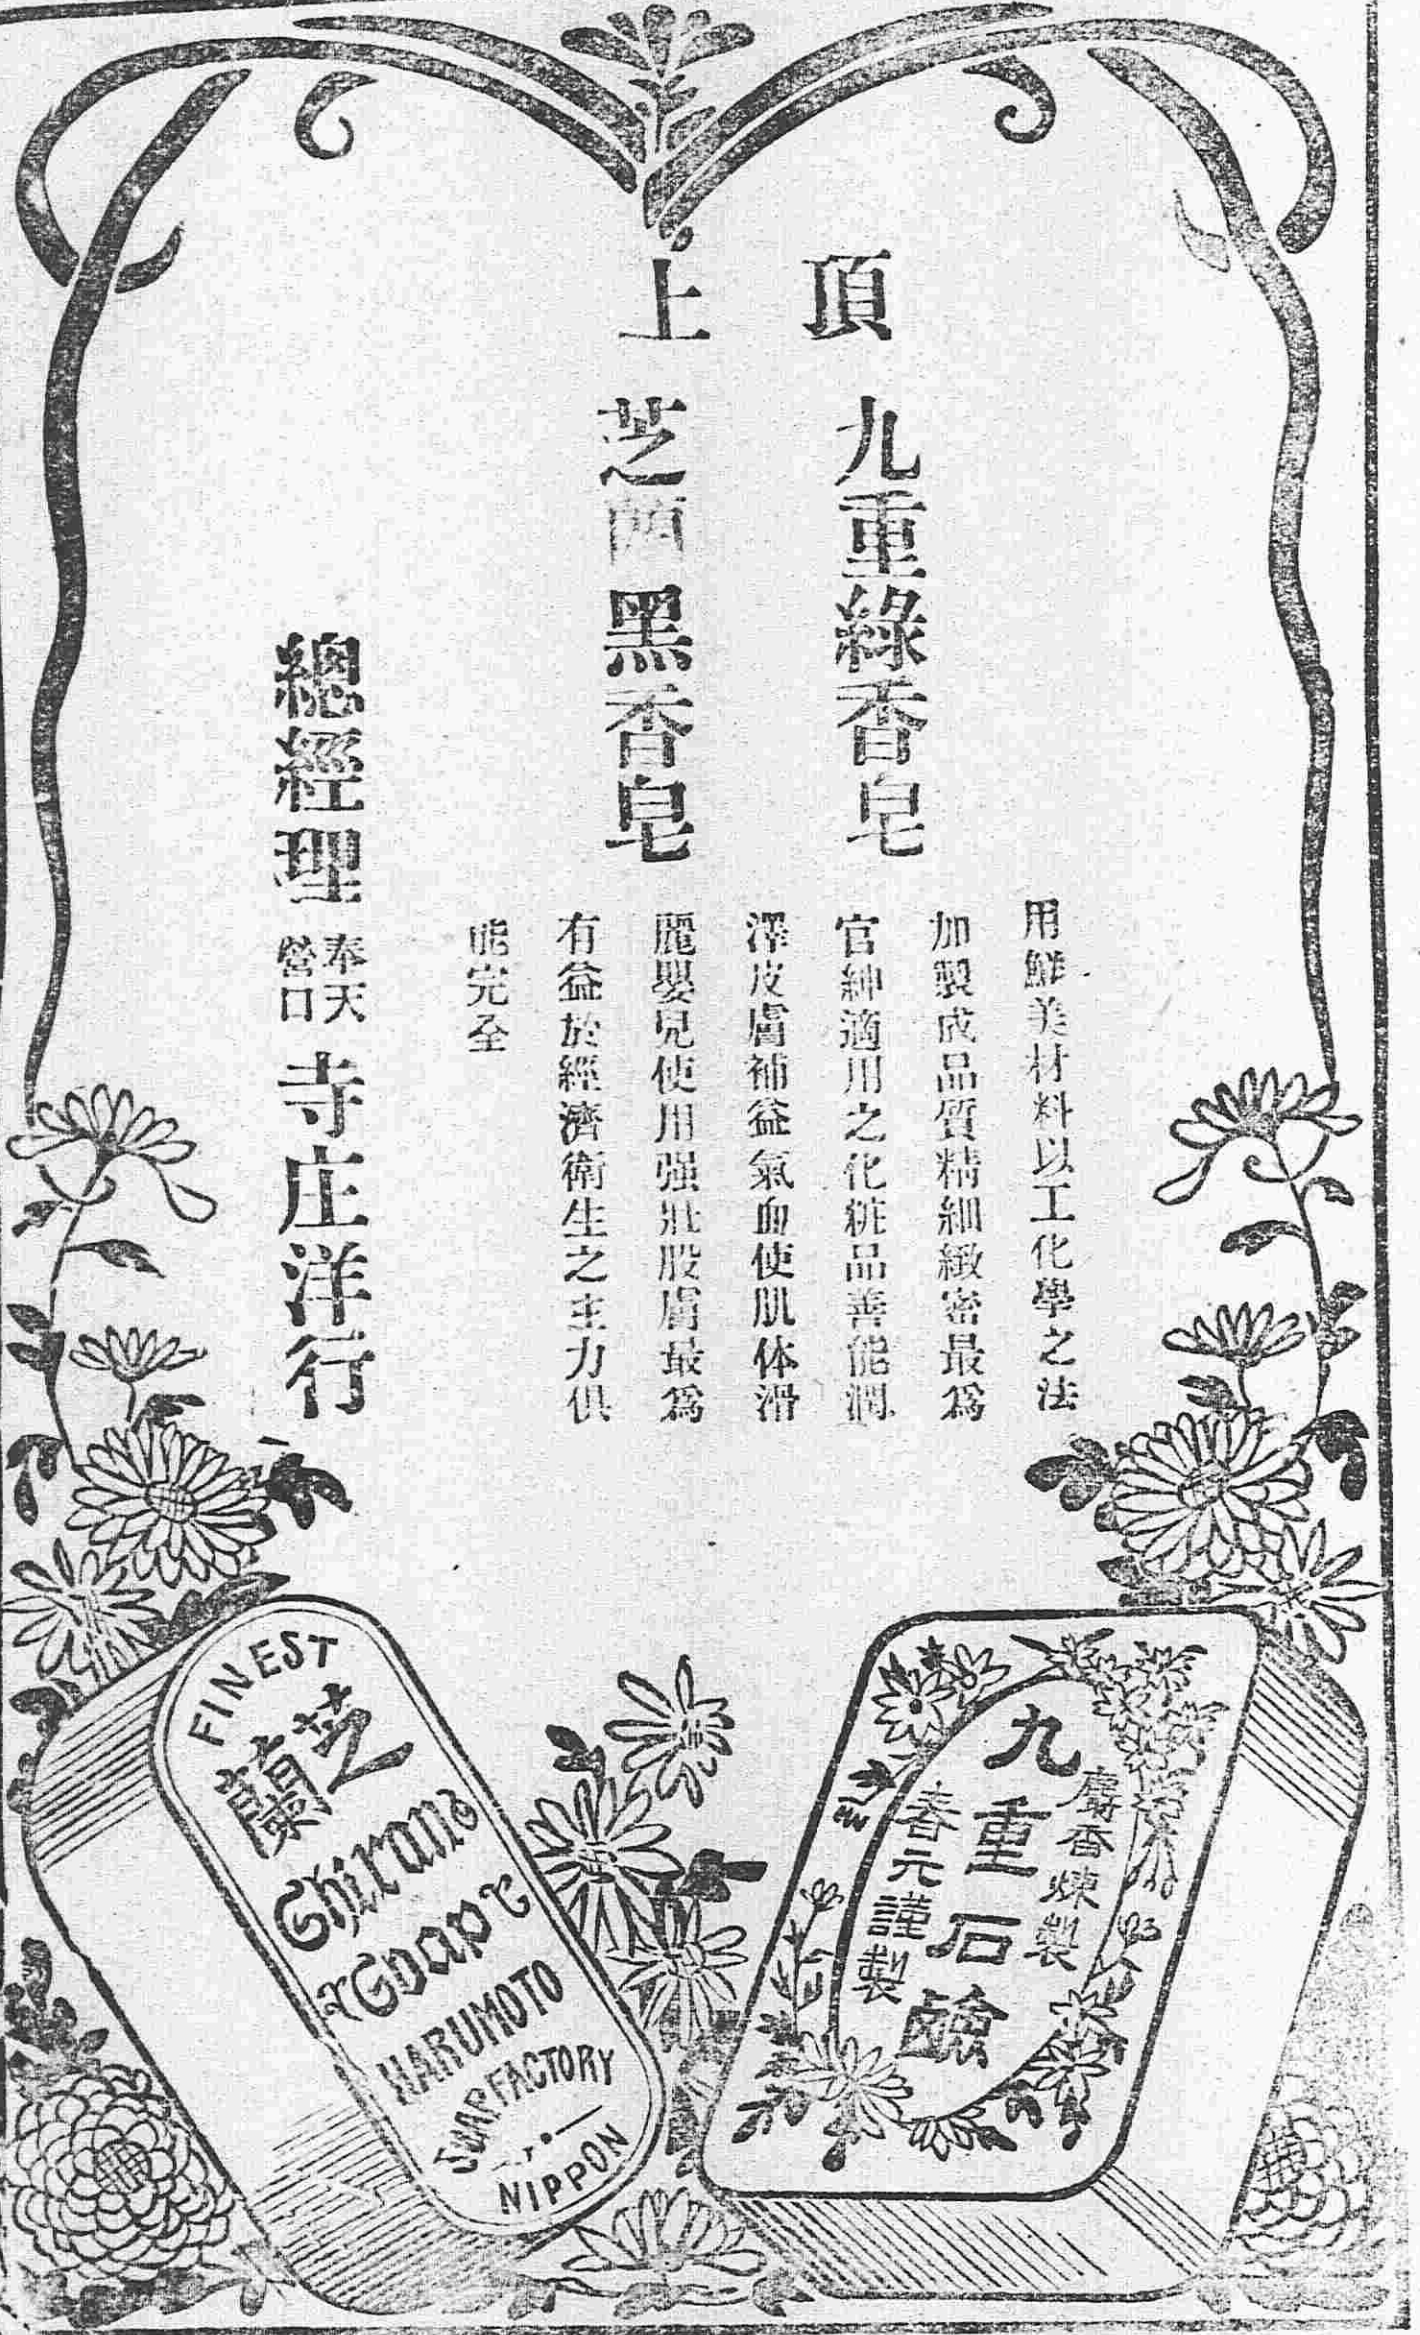 頂上
九重綠香皂
芝蘭黑香皂
用鮮美材料以工化學之法
加製成品質精細緻密最爲
官紳適用之化粧品善能潤
澤皮膚補益氣血使肌体滑
麗嬰兒使用强壯股膚最爲
有益於經濟衛生之主力俱
能完全
總經理
奉天
營口
寺庄洋行
FINEST
芝蘭
Chiran
Soap
HARUMOTO
SOAP FACTORY
NIPPON
麝香煉製
九重石鹼
春元謹製